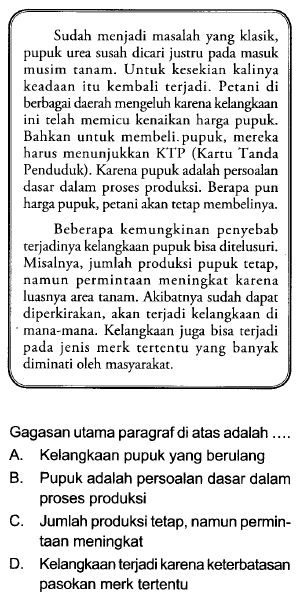 Sudah menjadi masalah yang klasik,
pupuk urea susah dicari justru pada masuk
musim tanam. Untuk kesekian kalinya
keadaan itu kembali terjadi. Petani di
berbagai daerah mengeluh karena kelangkaan
ini telah memicu kenaikan harga pupuk.
Bahkan untuk membeli pupuk, mereka
harus menunjukkan KTP (Kartu Tanda
Penduduk). Karena pupuk adalah persoalan
dasar dalam proses produksi. Berapa pun
harga pupuk, petani akan tetap membelinya.
Beberapa kemungkinan penyebab
terjadinya kelangkaan pupuk bisa ditelusuri.
Misalnya, jumlah produksi pupuk tetap,
namun permintaan meningkat karena
luasnya area tanam. Akibatnya sudah dapat
diperkirakan, akan terjadi kelangkaan di
mana-mana. Kelangkaan juga bisa terjadi
pada jenis merk tertentu yang banyak
diminati oleh masyarakat.
Gagasan utama paragraf di atas adalah ....
A. Kelangkaan pupuk yang berulang
B. Pupuk adalah persoalan dasar dalam
proses produksi
C. Jumlah produksi tetap, namun permin-
taan meningkat
D. Kelangkaan terjadi karena keterbatasan
pasokan merk tertentu